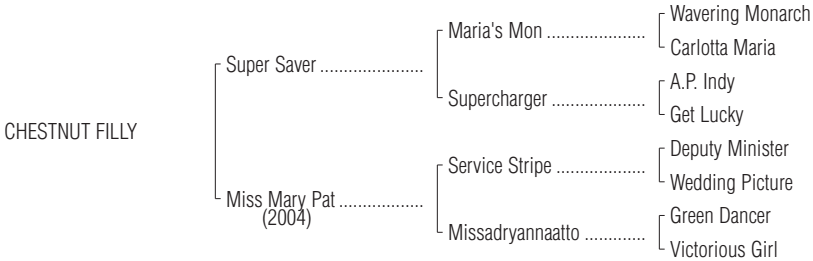 Wavering Monarch
Maria's Mon .....................
Carlotta Maria
Super Saver ......................
A.P. Indy
Supercharger ....................
Get Lucky
CHESTNUT FILLY
Deputy Minister
Service Stripe ...................
Wedding Picture
Miss Mary Pat ..................
(2004)
Green Dancer
Missadryannaatto .............
Victorious Girl